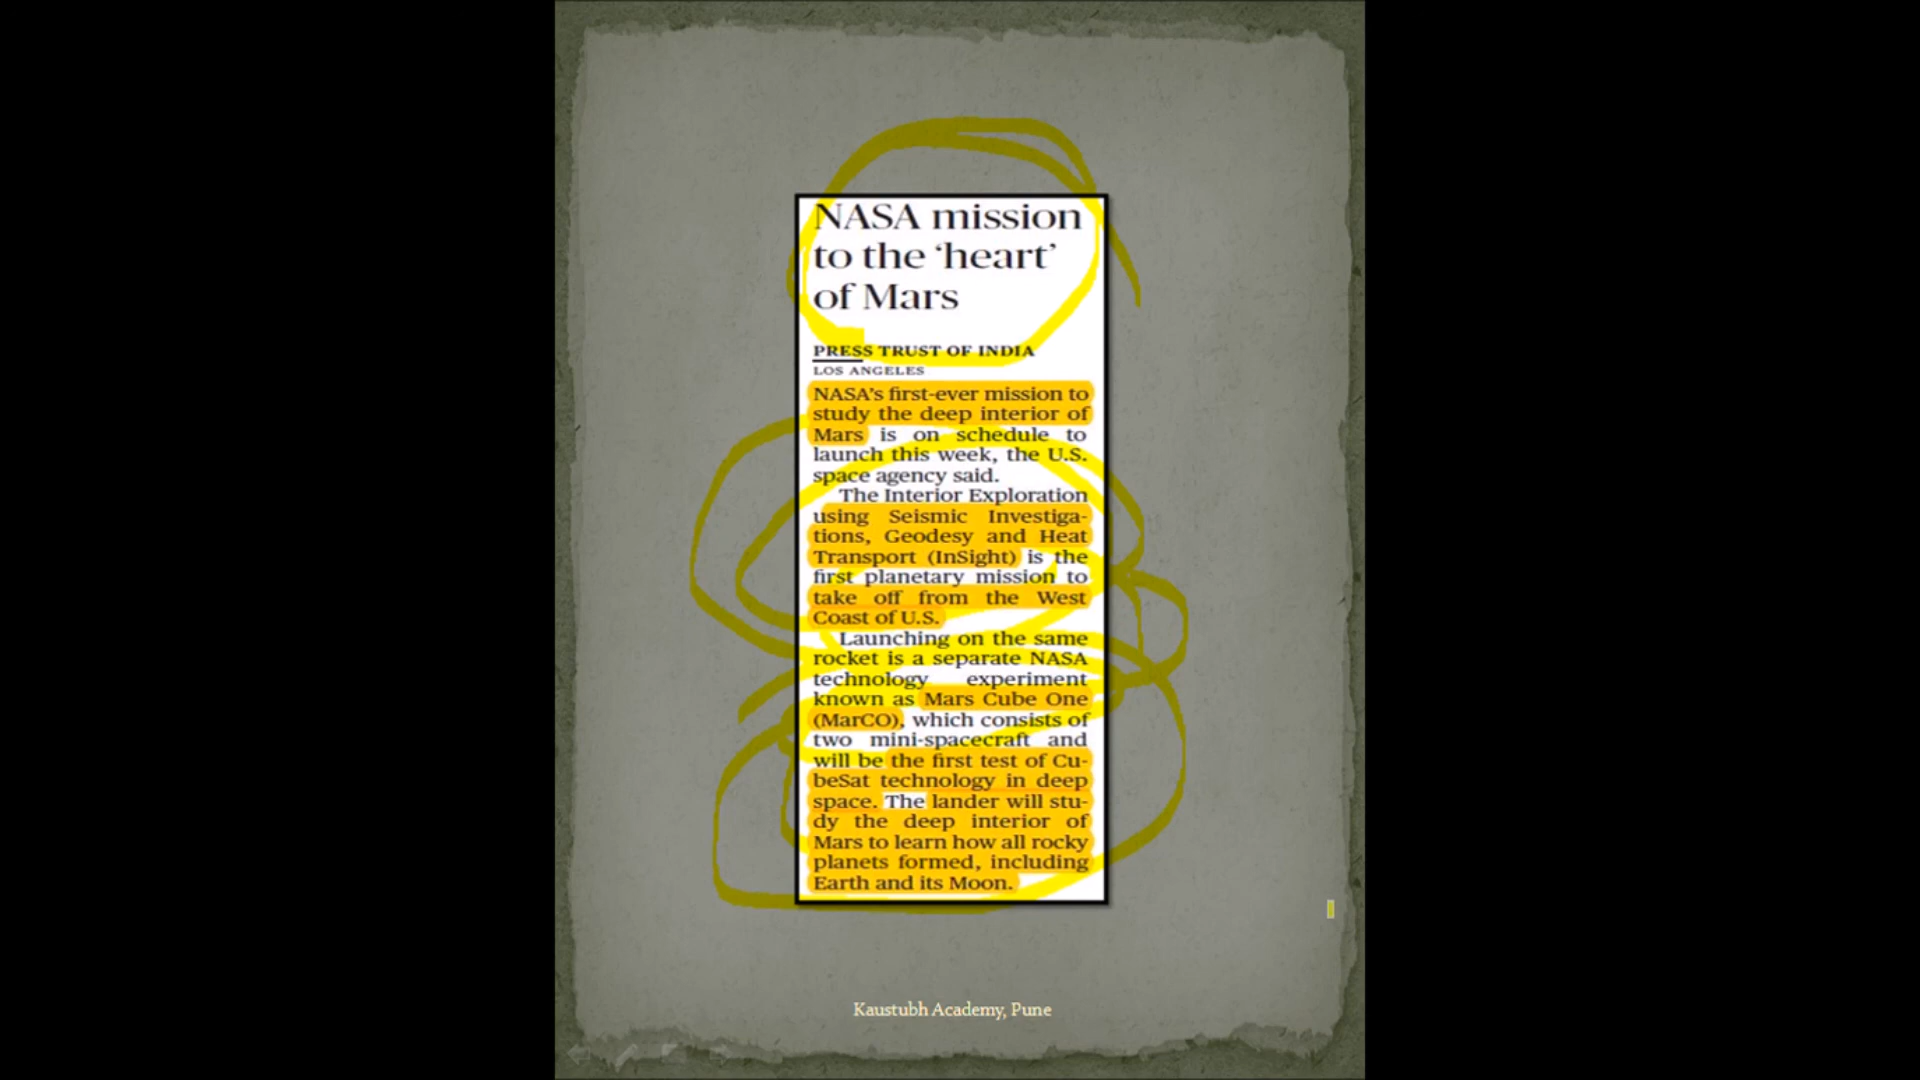 NASA mission
to the ‘heart’
of Mars
PRESS TRUST OF INDIA
LOS ANGELES
NASA’s first-ever mission to
study the deep interior of
Mars is on schedule to
launch this week, the U.S.
space agency said.
The Interior Exploration
using Seismic Investiga-
tions, Geodesy and Heat
Transport (InSight) is the
first planetary mission to
take off from the West
Coast of U.S.
Launching on the same
rocket is a separate NASA
technology experiment
known as Mars Cube One
(MarCO), which consists of
two mini-spacecraft and
will be the first test of Cu-
beSat technology in deep
space. The lander will stu-
dy the deep interior of
Mars to learn how all rocky
planets formed, including
Earth and its Moon.
Kaustubh Academy, Pune